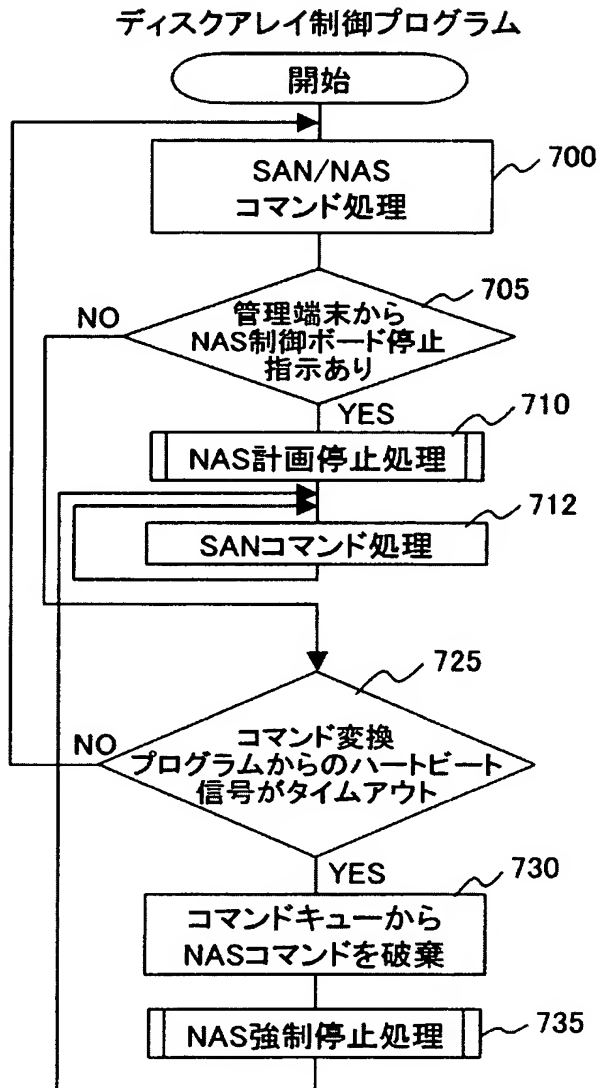 ディスクアレイ制御プログラム
開始
SAN/NAS
コマンド処理
700
705
管理端末から
NAS制御ボード停止
指示あり
NO
YES
710
NAS計画停止処理
712
SANコマンド処理
725
コマンド変換
プログラムからのハートビート
信号がタイムアウト
NO
YES
730
コマンドキューから
NASコマンドを破棄
NAS強制停止処理
735